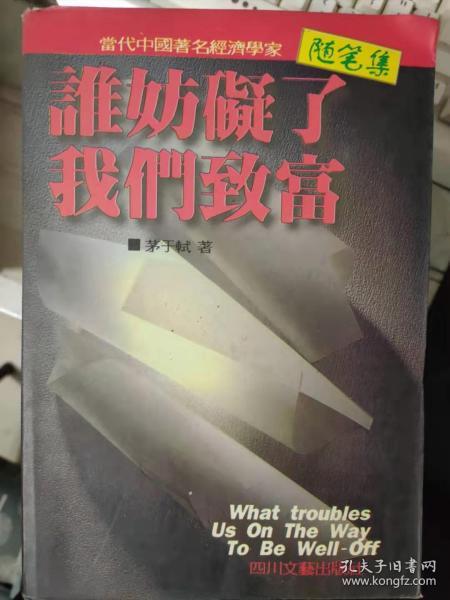 當代中國著名經濟學家
随笔集
誰妨礙了
我們致富
■茅于軾 著
What troubles
Us On The Way
To Be Well-Off
四川文藝出版社
孔夫子旧书网
www.kongfz.com